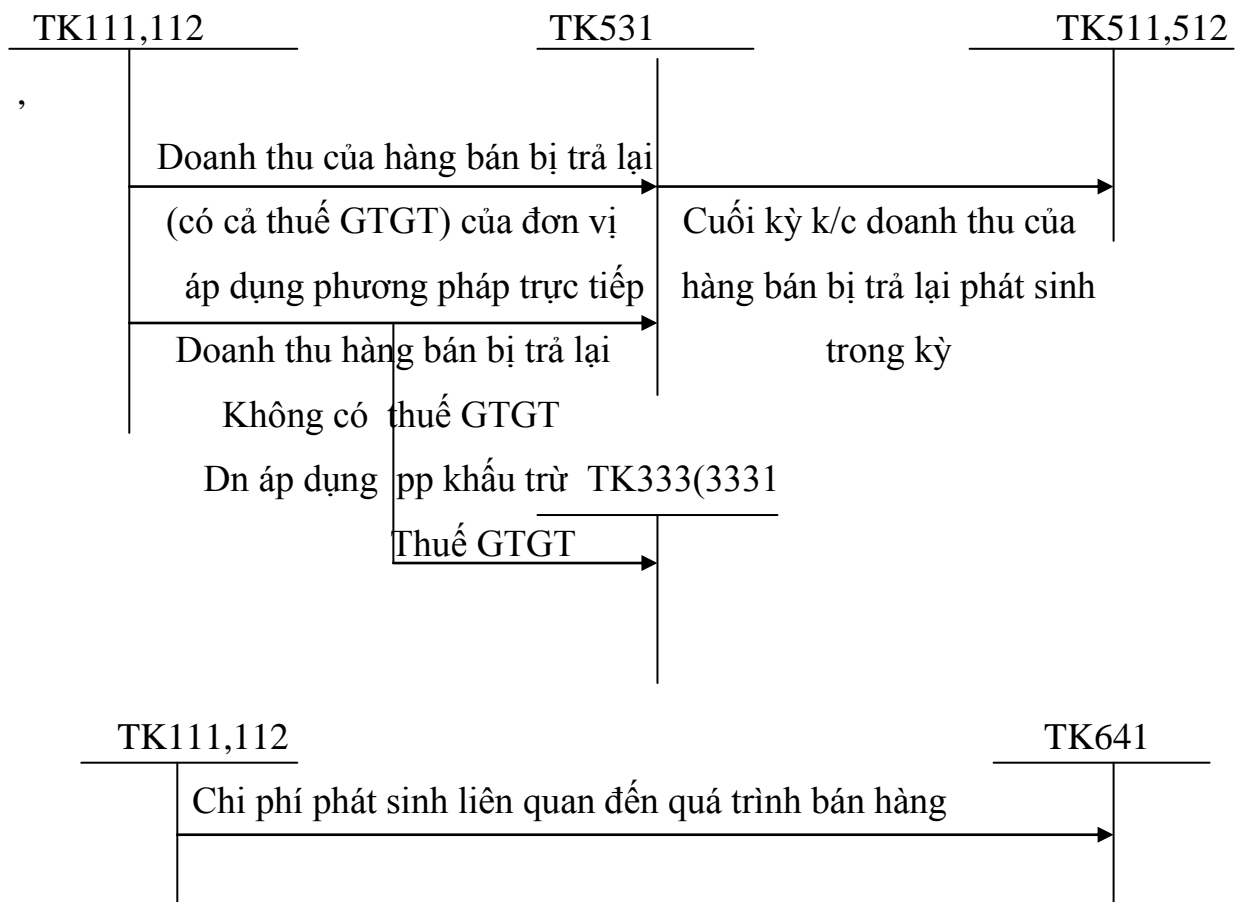 TK111,112 TK531 TK511,512
,
Doanh thu của hàng bán bị trả lại
(có cả thuế GTGT) của đơn vị Cuối kỳ k/c doanh thu của
áp dụng phương pháp trực tiếp hàng bán bị trả lại phát sinh
Doanh thu hàng bán bị trả lại trong kỳ
Không có thuế GTGT
Dn áp dụng pp khấu trừ TK333(3331
Thuế GTGT
TK111,112 TK641
Chi phí phát sinh liên quan đến quá trình bán hàng